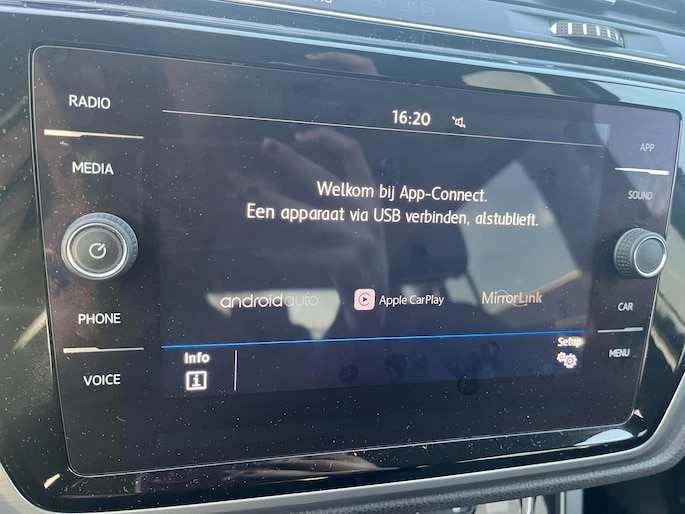 RADIO
MEDIA
PHONE
VOICE
16:20
Welkom bij App-Connect.
Een apparaat via USB verbinden, alstublieft.
androidauto
Apple CarPlay
MirrorLink
Info
i
Setup
APP
SOUND
CAR
MENU